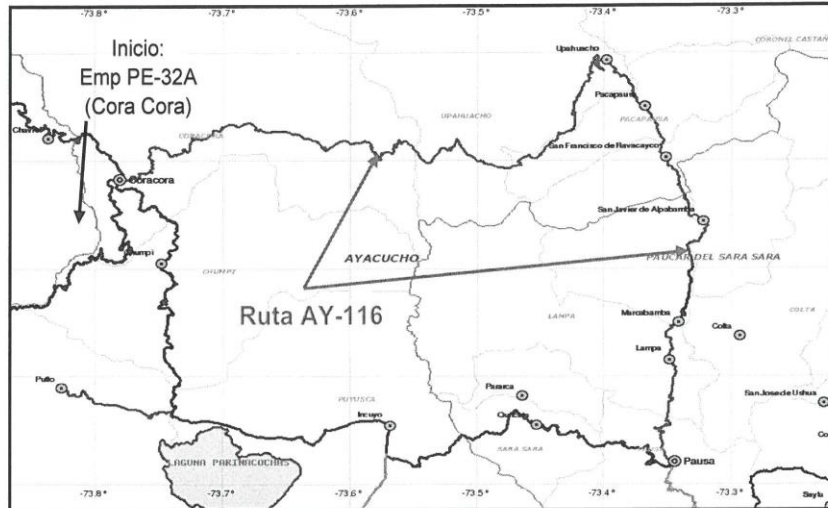 -73.8 -73.7 -73.6 -73.5 -73.4 -73.3
Inicio:
Emp PE-32A
(Cora Cora)
Upahuacho
Pacapausa
UPAHUACHO
PACAPAUSA
CORACORA
San Francisco de Ravacayco
Coracora
San Javier de Alpabamba
AYACUCHO
PAUCAR DEL SARA SARA
CHUMPI
Ruta AY-116
LAMPA
Marcabamba
Colta
COLTA
Lampa
Pullo
Pararca
San Jose de Ushua
PUYUSCA
Incuyo
SARA SARA
LAGUNA PARINACOCHAS
Pausa
-73.8 -73.7 -73.6 -73.5 -73.4 -73.3